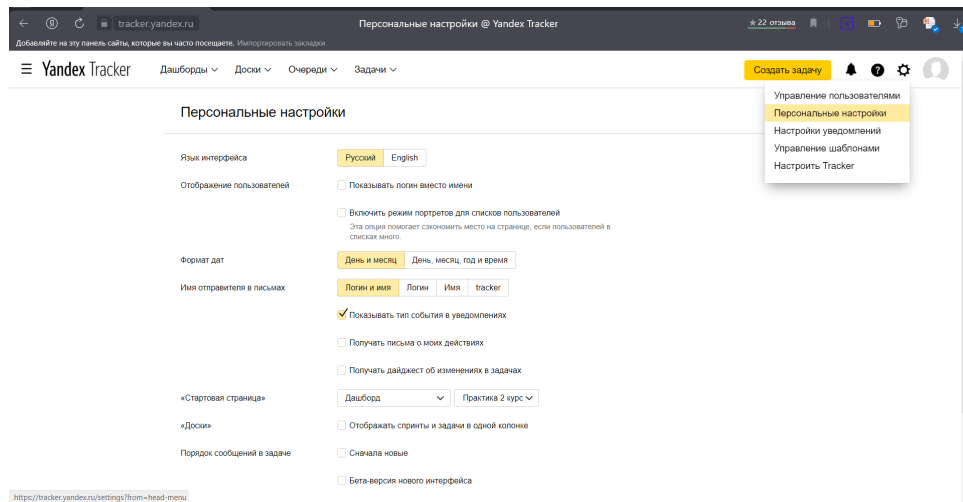 tracker.yandex.ru
Персональные настройки @ Yandex Tracker
★ 22 отзыва
Добавляйте на эту панель сайты, которые вы часто посещаете. Импортировать закладки
Yandex Tracker
Дашборды
Доски
Очереди
Задачи
Создать задачу
Управление пользователями
Персональные настройки
Настройки уведомлений
Управление шаблонами
Настроить Tracker
Персональные настройки
Язык интерфейса
Русский
English
Отображение пользователей
Показывать логин вместо имени
Включить режим портретов для списков пользователей
Эта опция помогает сэкономить место на странице, если пользователей в
списках много.
Формат дат
День и месяц
День, месяц, год и время
Имя отправителя в письмах
Логин и имя
Логин
Имя
tracker
Показывать тип события в уведомлениях
Получать письма о моих действиях
Получать дайджест об изменениях в задачах
«Стартовая страница»
Дашборд
Практика 2 курс
«Доски»
Отображать спринты и задачи в одной колонке
Порядок сообщений в задаче
Сначала новые
Бета-версия нового интерфейса
https://tracker.yandex.ru/settings?from=head-menu